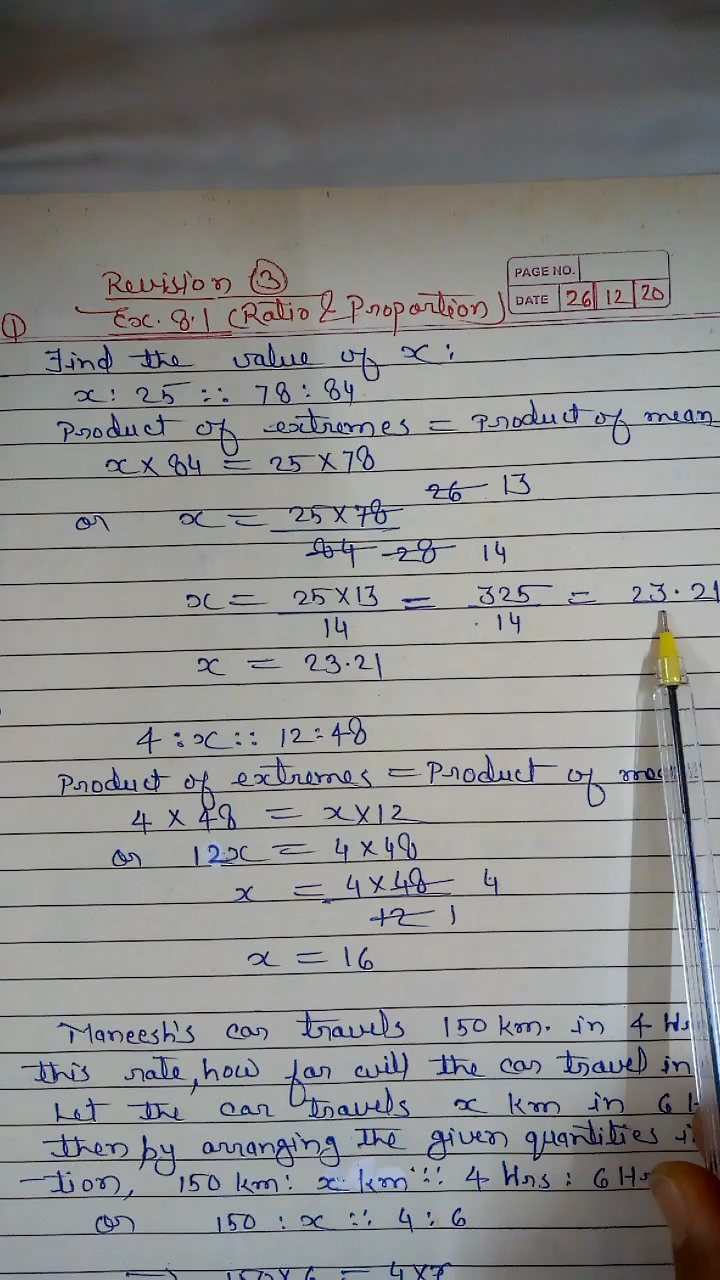 PAGE NO.
Revision ③
DATE 26 12 20
① Exc. 8.1 (Ratio & Proportion)
Find the value of x:
x : 25 :: 78 : 84
Product of extremes = Product of mean
x × 84 = 25 × 78
26 13
or x = 25 × 78
84 28 14
x = 25 × 13 = 325 = 23.21
14 14
x = 23.21
4 : x :: 12 : 48
Product of extremes = Product of
4 × 48 = x × 12
or 12x = 4 × 48
x = 4 × 48 4
12 1
x = 16
Maneesh's car travels 150 km. in 4
this rate, how far will the car travel in
Let the car travels x km in 6
then by arranging the given quantities
-tion, 150 km : x km :: 4 Hrs : 6
or 150 : x :: 4 : 6
150 × 6 = 4 ×